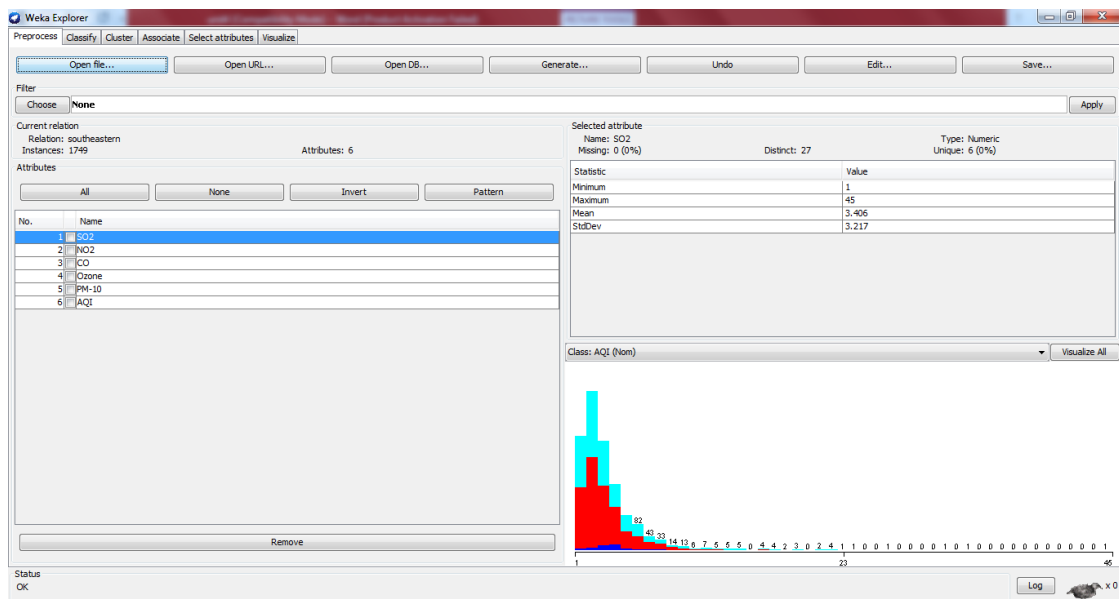 Weka Explorer
Preprocess Classify Cluster Associate Select attributes Visualize
Open file... Open URL... Open DB... Generate... Undo Edit... Save...
Filter
Choose None Apply
Current relation
Relation: southeastern
Instances: 1749 Attributes: 6
Attributes
All None Invert Pattern
No. Name
1 SO2
2 NO2
3 CO
4 Ozone
5 PM-10
6 AQI
Remove
Selected attribute
Name: SO2 Type: Numeric
Missing: 0 (0%) Distinct: 27 Unique: 6 (0%)
Statistic Value
Minimum 1
Maximum 45
Mean 3.406
StdDev 3.217
Class: AQI (Nom) Visualize All
82
43 33 14 13 6 7 5 5 5 0 4 4 2 3 0 2 4 1 1 0 0 1 0 0 0 0 1 0 1 0 0 0 0 0 0 0 0 0 0 1
1 23 45
Status
OK Log x 0